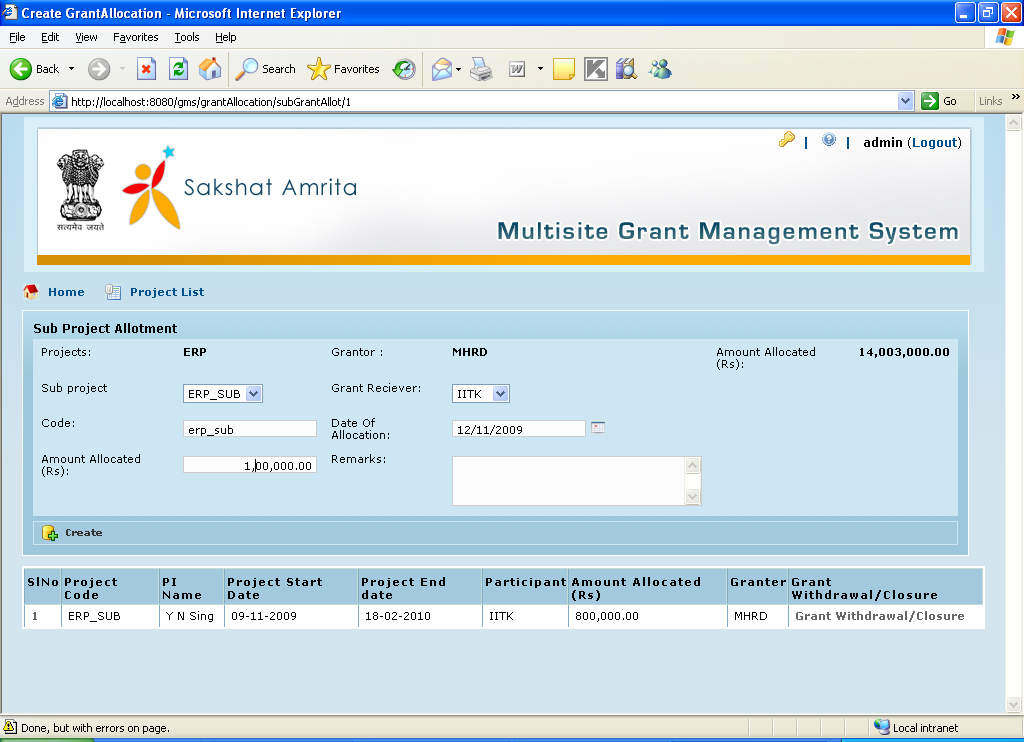 Create GrantAllocation - Microsoft Internet Explorer
File Edit View Favorites Tools Help
Back Search Favorites
Address http://localhost:8080/gms/grantAllocation/subGrantAllot/1 Go Links »
| | admin (Logout)
सत्यमेव जयते
Sakshat Amrita
Multisite Grant Management System
Home Project List
Sub Project Allotment
Projects: ERP Grantor : MHRD Amount Allocated (Rs): 14,003,000.00
Sub project ERP_SUB Grant Reciever: IITK
Code: erp_sub Date Of Allocation: 12/11/2009
Amount Allocated (Rs): 1,00,000.00 Remarks:
Create
SlNo Project Code PI Name Project Start Date Project End date Participant Amount Allocated (Rs) Granter Grant Withdrawal/Closure
1 ERP_SUB Y N Sing 09-11-2009 18-02-2010 IITK 800,000.00 MHRD Grant Withdrawal/Closure
Done, but with errors on page. Local intranet